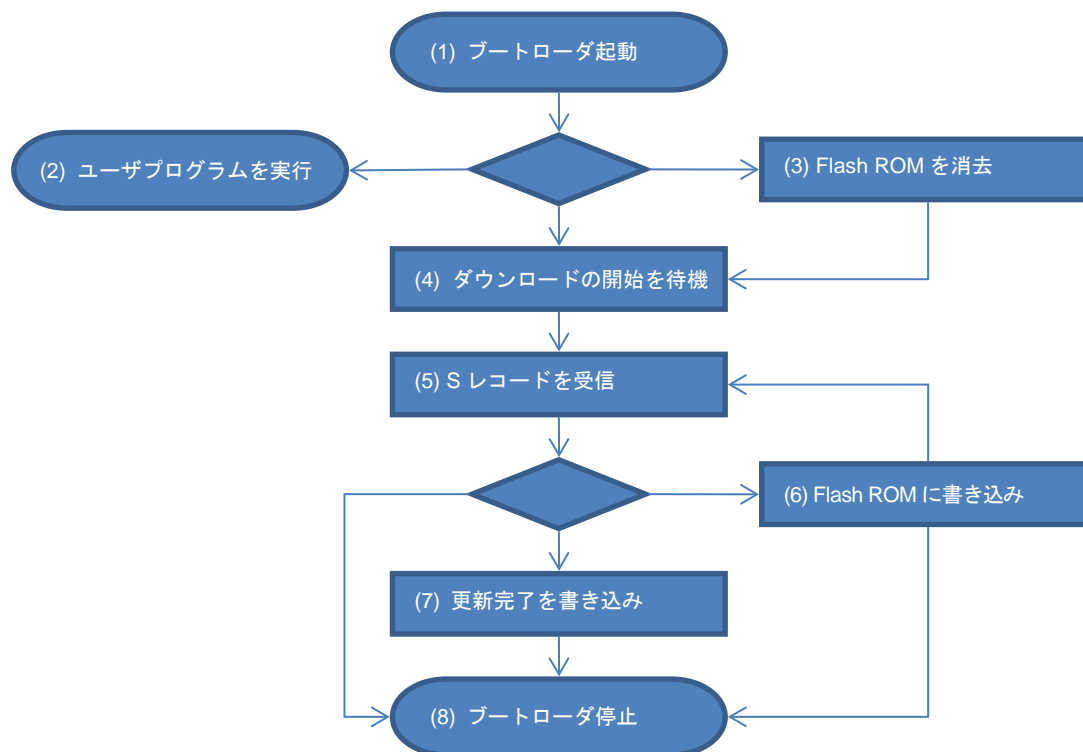 (1) ブートローダ起動
(2) ユーザプログラムを実行
(3) Flash ROM を消去
(4) ダウンロードの開始を待機
(5) S レコードを受信
(6) Flash ROM に書き込み
(7) 更新完了を書き込み
(8) ブートローダ停止